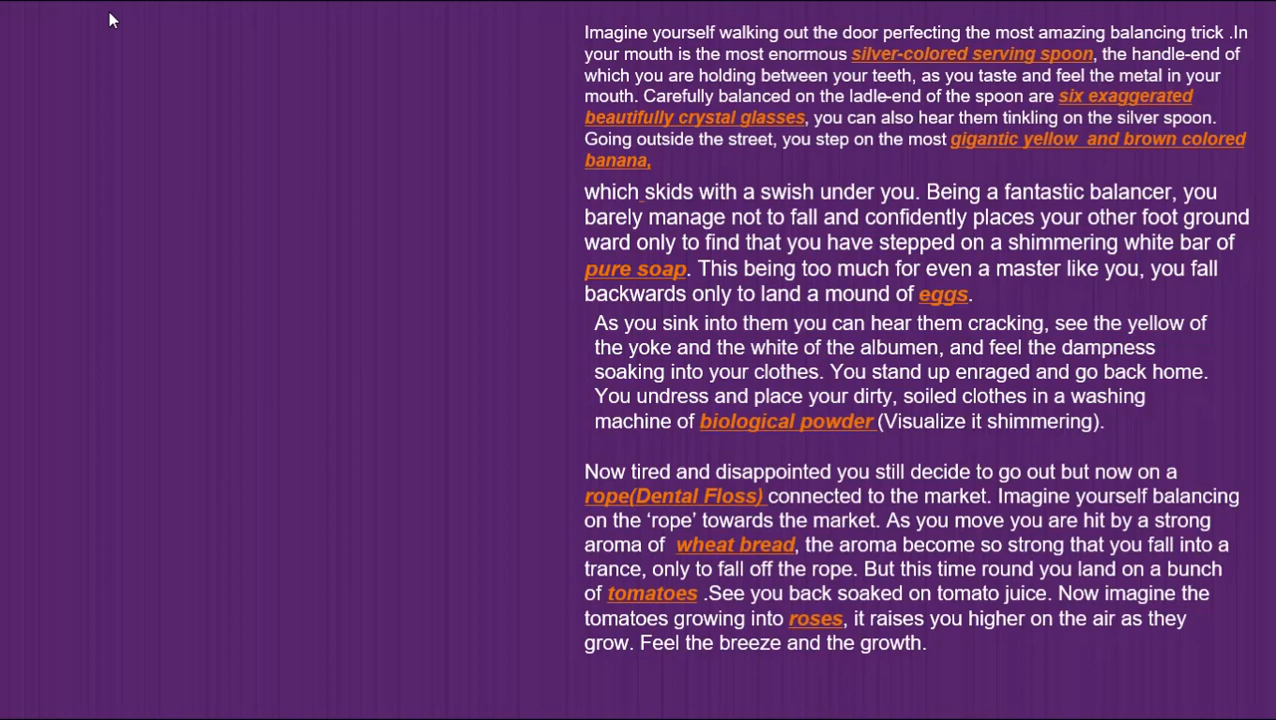 Imagine yourself walking out the door perfecting the most amazing balancing trick .In
your mouth is the most enormous silver-colored serving spoon, the handle-end of
which you are holding between your teeth, as you taste and feel the metal in your
mouth. Carefully balanced on the ladle-end of the spoon are six exaggerated
beautifully crystal glasses, you can also hear them tinkling on the silver spoon.
Going outside the street, you step on the most gigantic yellow  and brown colored
banana,
which skids with a swish under you. Being a fantastic balancer, you
barely manage not to fall and confidently places your other foot ground
ward only to find that you have stepped on a shimmering white bar of
pure soap. This being too much for even a master like you, you fall
backwards only to land a mound of eggs.
As you sink into them you can hear them cracking, see the yellow of
the yoke and the white of the albumen, and feel the dampness
soaking into your clothes. You stand up enraged and go back home.
You undress and place your dirty, soiled clothes in a washing
machine of biological powder (Visualize it shimmering).
Now tired and disappointed you still decide to go out but now on a
rope(Dental Floss) connected to the market. Imagine yourself balancing
on the ‘rope’ towards the market. As you move you are hit by a strong
aroma of  wheat bread, the aroma become so strong that you fall into a
trance, only to fall off the rope. But this time round you land on a bunch
of tomatoes .See you back soaked on tomato juice. Now imagine the
tomatoes growing into roses, it raises you higher on the air as they
grow. Feel the breeze and the growth.